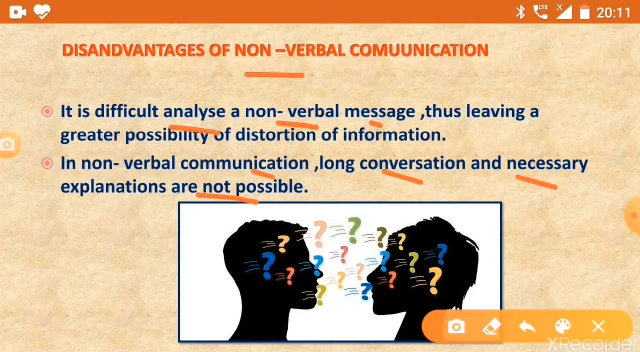 LTE
20:11
DISANDVANTAGES OF NON –VERBAL COMUUNICATION
It is difficult analyse a non- verbal message ,thus leaving a
greater possibility of distortion of information.
In non- verbal communication ,long conversation and necessary
explanations are not possible.
XRecorder